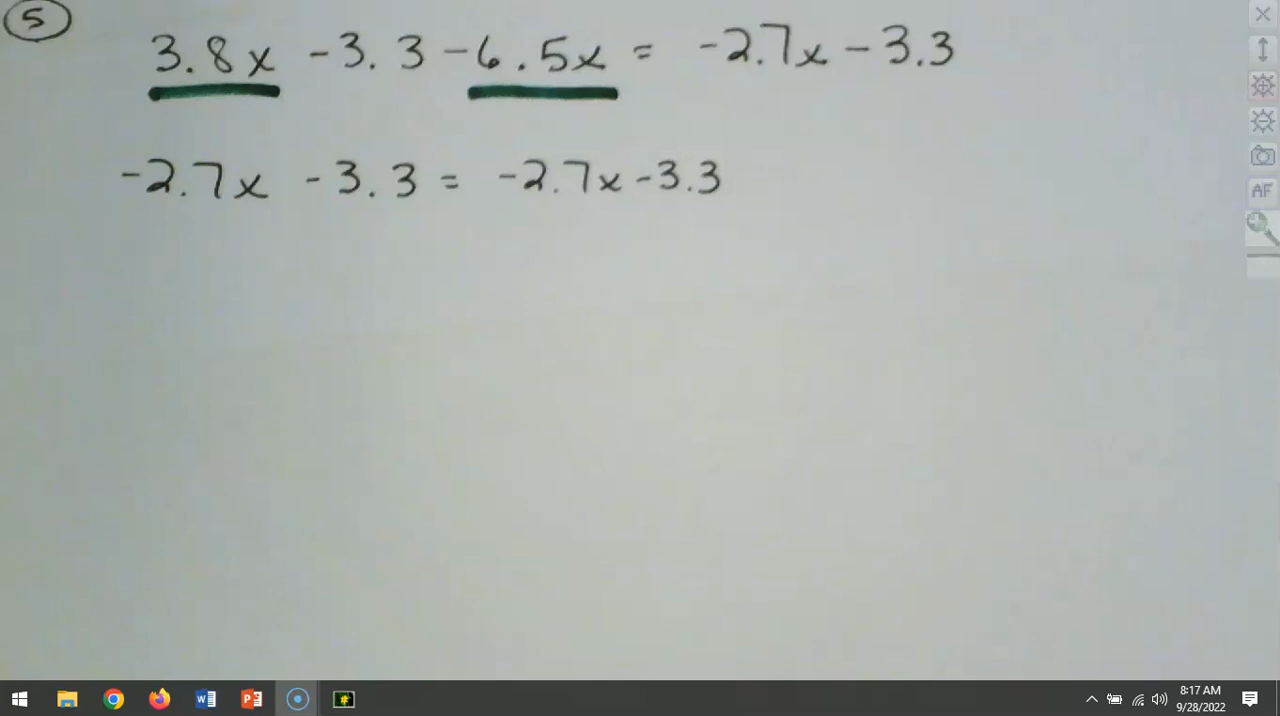 5 3.8x - 3.3 - 6.5x = -2.7x - 3.3
-2.7x - 3.3 = -2.7x - 3.3
AF
8:17 AM
9/28/2022